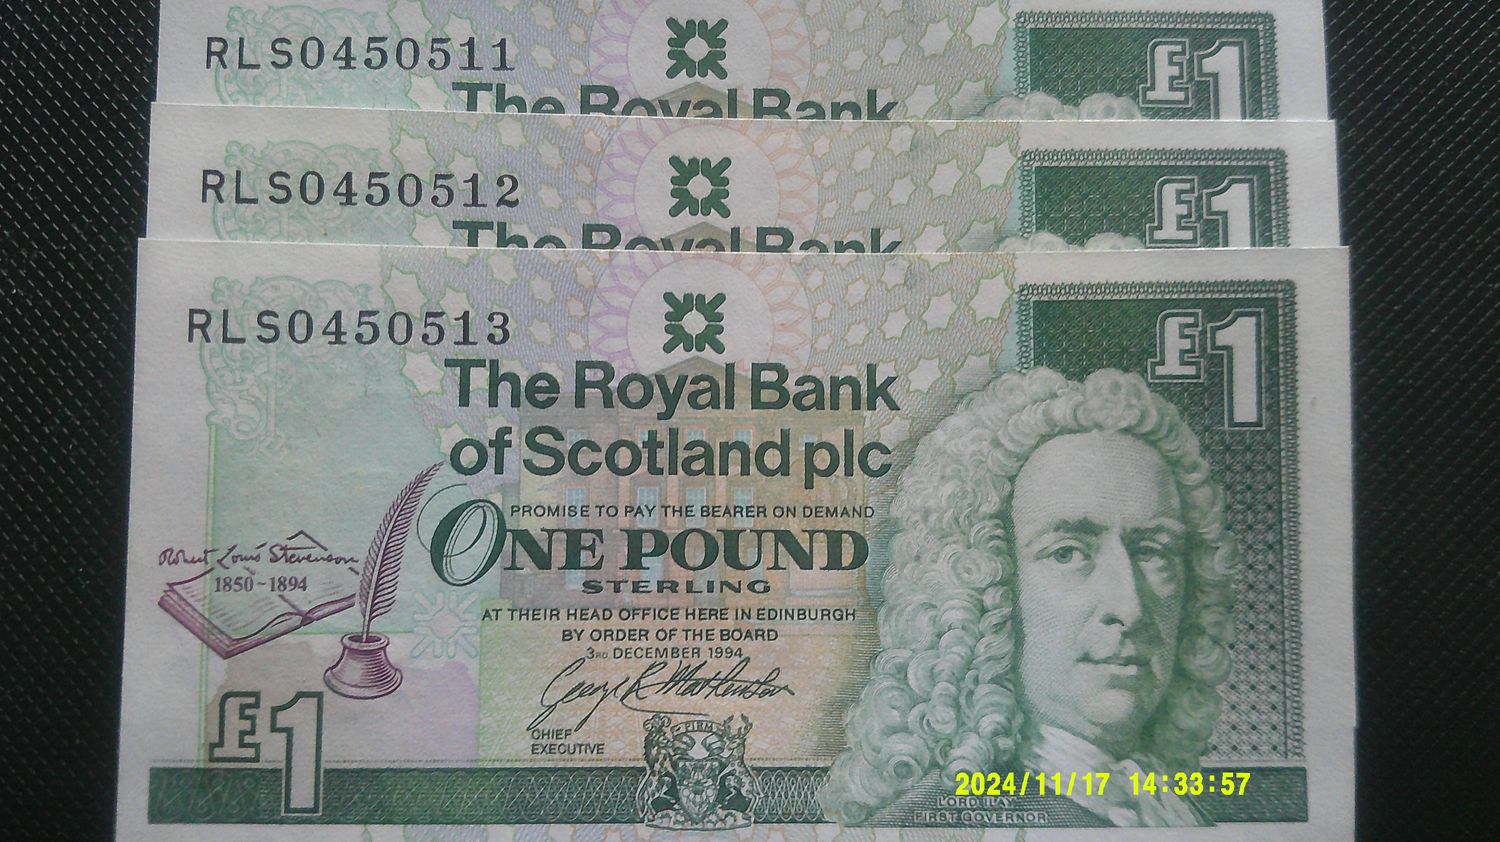 RLS0450511
£1
The Royal Bank
RLS0450512
£1
The Royal Bank
RLS0450513
£1
The Royal Bank
of Scotland plc
PROMISE TO PAY THE BEARER ON DEMAND
ONE POUND
STERLING
Robert Louis Stevenson
1850~1894
AT THEIR HEAD OFFICE HERE IN EDINBURGH
BY ORDER OF THE BOARD
3RD DECEMBER 1994
George R Mathewson
CHIEF
EXECUTIVE
£1
FIRM
2024/11/17 14:33:57
LORD ILAY
FIRST GOVERNOR